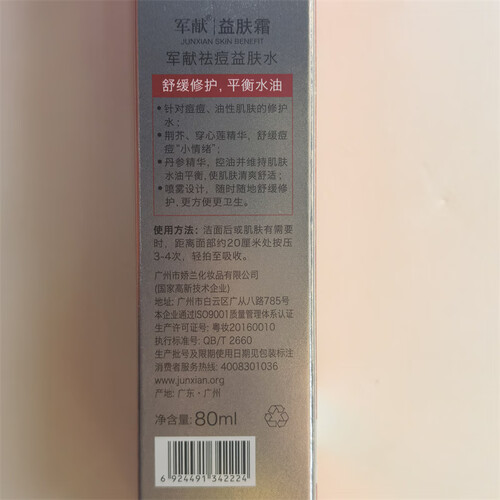 军献®益肤霜
JUNXIAN SKIN BENEFIT
军献祛痘益肤水
舒缓修护，平衡水油
•针对痘痘、油性肌肤的修护
水；
•荆芥、穿心莲精华，舒缓痘
痘“小情绪”；
•丹参精华，控油并维持肌肤
水油平衡，使肌肤清爽舒适；
•喷雾设计，随时随地舒缓修
护，更方便更卫生。
使用方法：洁面后或肌肤有需要
时，距离面部约20厘米处按压
3-4次，轻拍至吸收。
广州市娇兰化妆品有限公司
(国家高新技术企业)
地址：广州市白云区广从八路785号
本企业通过ISO9001质量管理体系认证
生产许可证号：粤妆20160010
执行标准号：QB/T 2660
生产批号及限期使用日期见包装标注
消费者服务热线：4008301036
www.junxian.org
产地：广东·广州
净含量：80ml
6 924491 342224